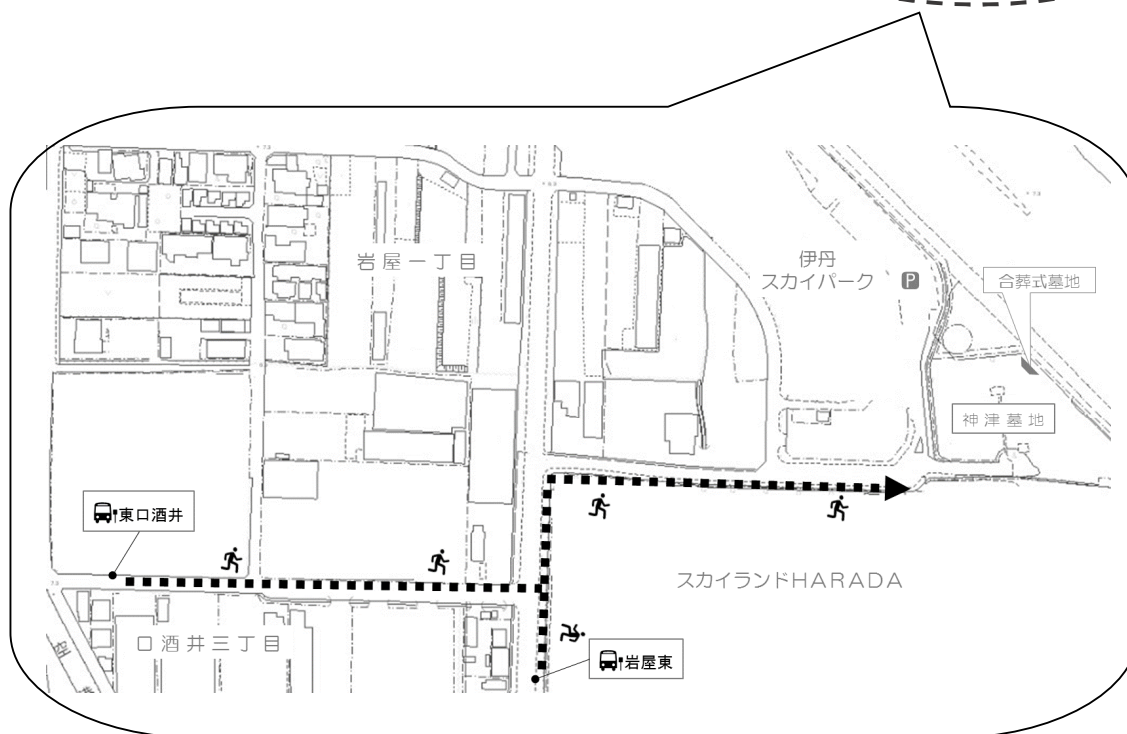 岩屋一丁目
伊丹
スカイパーク
P
合葬式墓地
神津墓地
東口酒井
スカイランドHARADA
口酒井三丁目
岩屋東